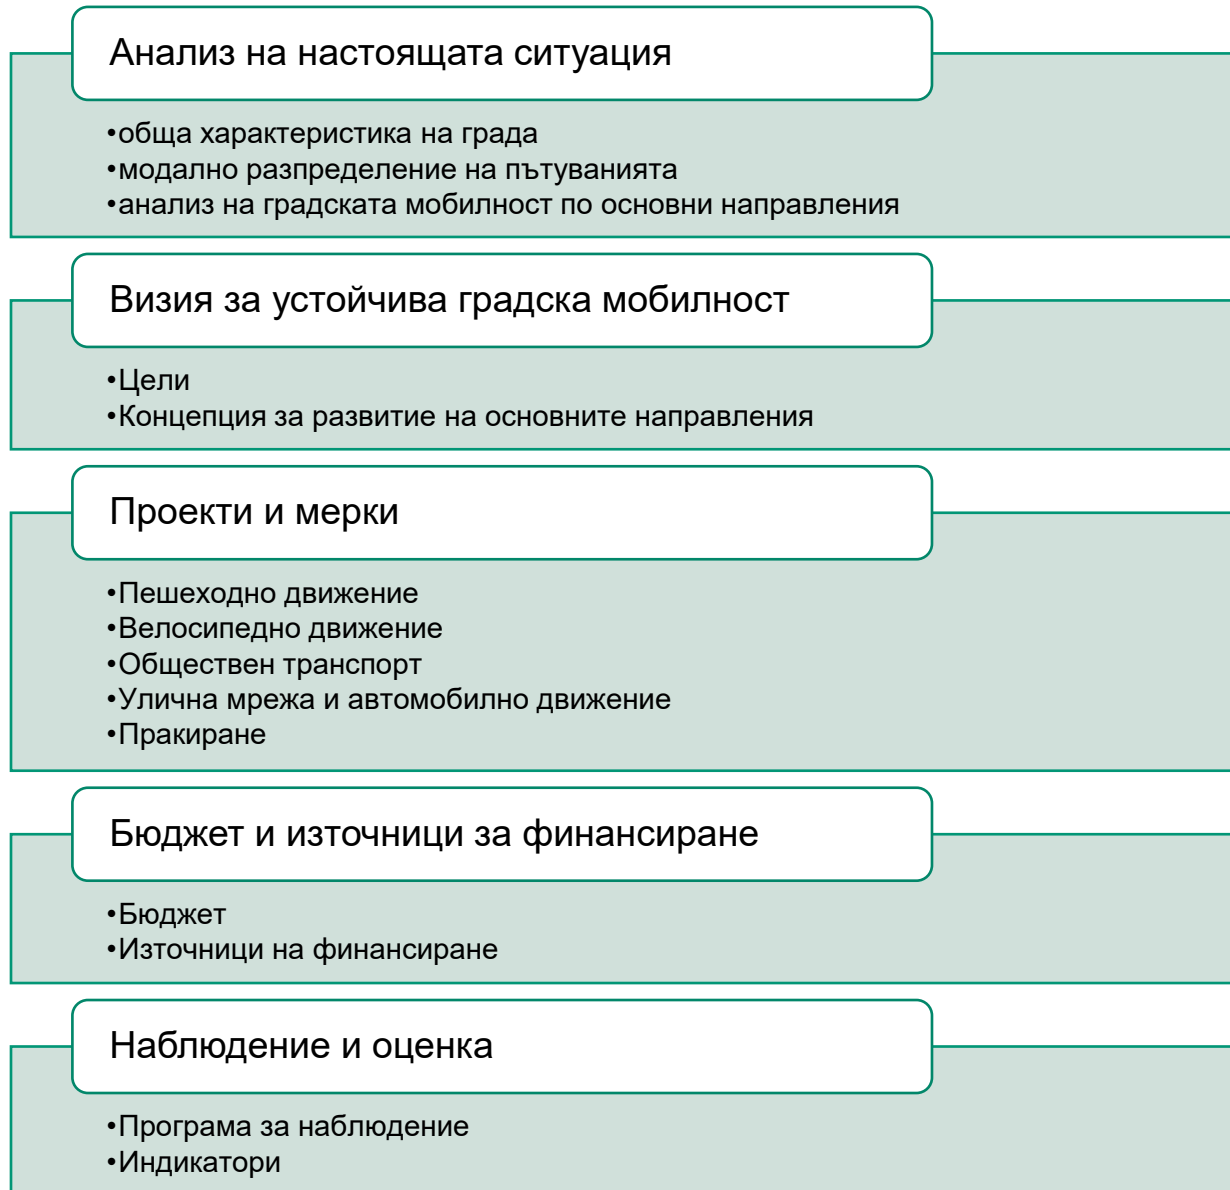 Анализ на настоящата ситуация
•обща характеристика на града
•модално разпределение на пътуванията
•анализ на градската мобилност по основни направления
Визия за устойчива градска мобилност
•Цели
•Концепция за развитие на основните направления
Проекти и мерки
•Пешеходно движение
•Велосипедно движение
•Обществен транспорт
•Улична мрежа и автомобилно движение
•Пракиране
Бюджет и източници за финансиране
•Бюджет
•Източници на финансиране
Наблюдение и оценка
•Програма за наблюдение
•Индикатори